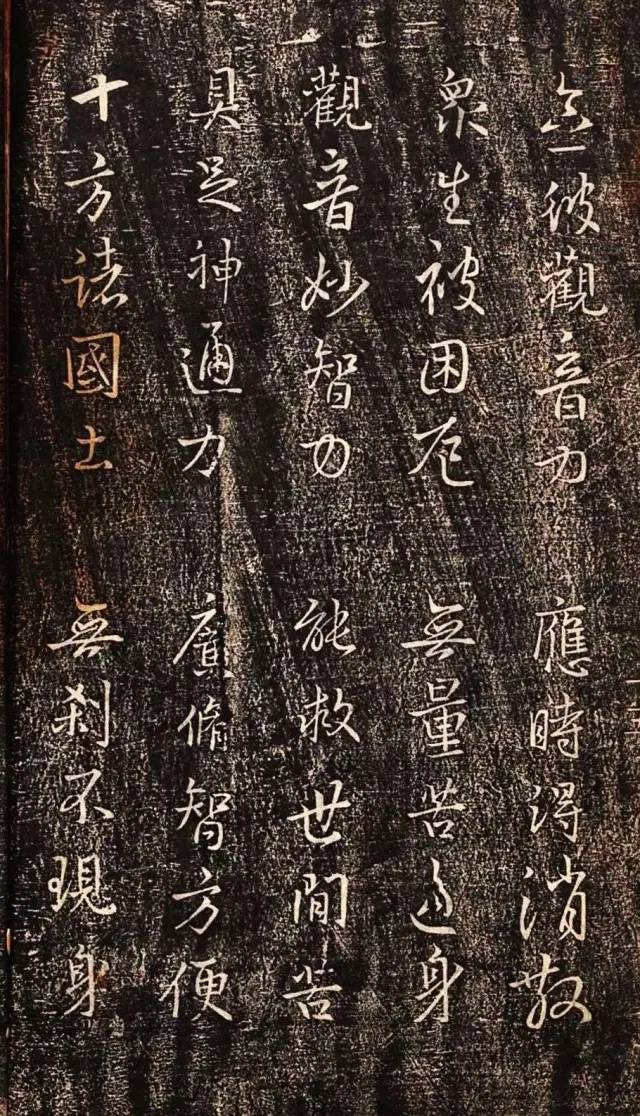 念彼觀音力 應時得消散
眾生被困厄 無量苦逼身
觀音妙智力 能救世間苦
具足神通力 廣脩智方便
十方諸國土 無剎不現身